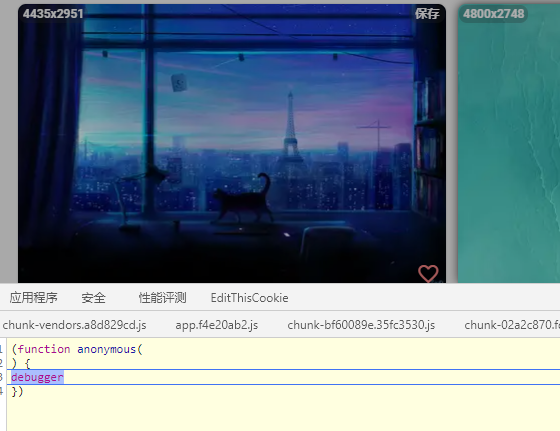 4435x2951 保存 4800x2748
应用程序 安全 性能评测 EditThisCookie
chunk-vendors.a8d829cd.js app.f4e20ab2.js chunk-bf60089e.35fc3530.js chunk-02a2c870.fa
1 (function anonymous(
2 ) {
3 debugger
4 })